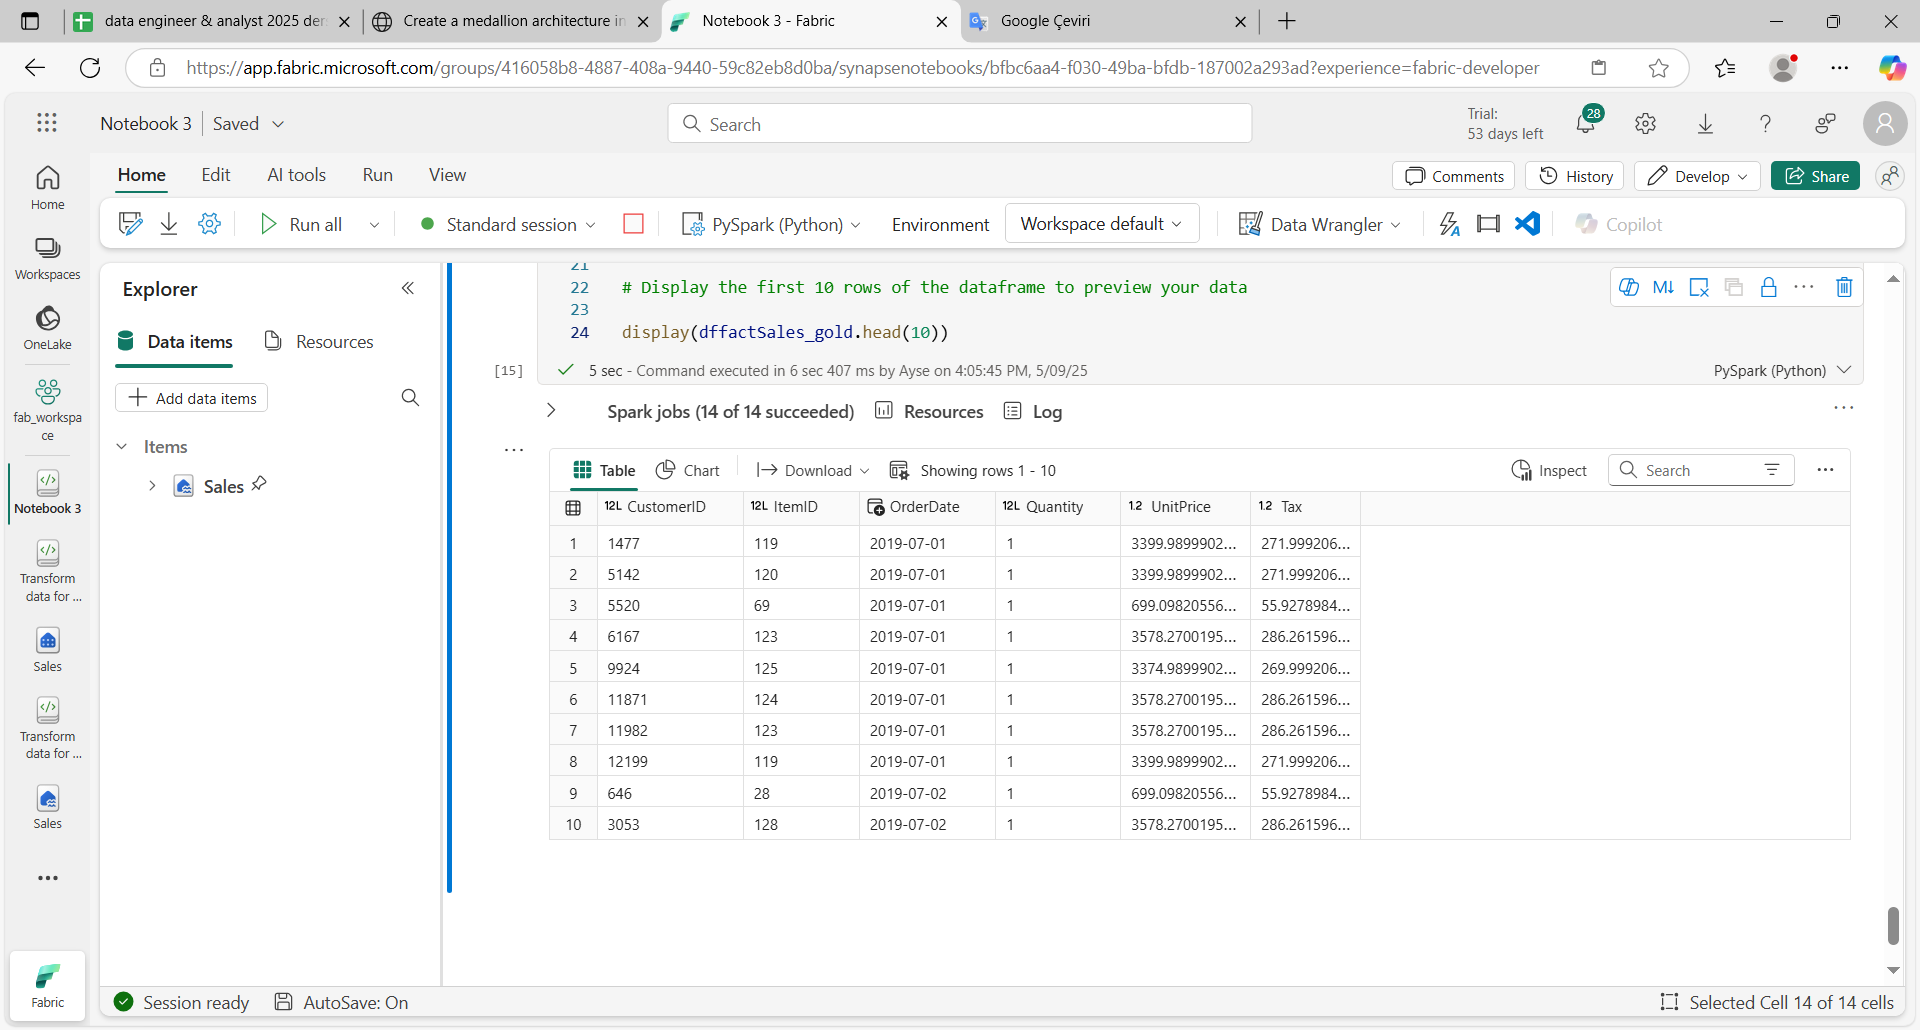 data engineer & analyst 2025 der
Create a medallion architecture in
Notebook 3 - Fabric
Google Çeviri
https://app.fabric.microsoft.com/groups/416058b8-4887-408a-9440-59c82eb8d0ba/synapsenotebooks/bfbc6aa4-f030-49ba-bfdb-187002a293ad?experience=fabric-developer
Notebook 3
Saved
Search
Trial:
53 days left
28
Home
Edit
AI tools
Run
View
Comments
History
Develop
Share
Run all
Standard session
PySpark (Python)
Environment
Workspace default
Data Wrangler
Copilot
Home
Workspaces
OneLake
fab_workspa
ce
Notebook 3
Transform
data for ...
Sales
Transform
data for ...
Sales
Fabric
Explorer
Data items
Resources
Add data items
Items
Sales
21
22 # Display the first 10 rows of the dataframe to preview your data
23
24 display(dffactSales_gold.head(10))
[15]
5 sec - Command executed in 6 sec 407 ms by Ayse on 4:05:45 PM, 5/09/25
PySpark (Python)
Spark jobs (14 of 14 succeeded)
Resources
Log
Table
Chart
Download
Showing rows 1 - 10
Inspect
Search
12L CustomerID 12L ItemID OrderDate 12L Quantity 1.2 UnitPrice 1.2 Tax
1 1477 119 2019-07-01 1 3399.9899902... 271.999206...
2 5142 120 2019-07-01 1 3399.9899902... 271.999206...
3 5520 69 2019-07-01 1 699.09820556... 55.9278984...
4 6167 123 2019-07-01 1 3578.2700195... 286.261596...
5 9924 125 2019-07-01 1 3374.9899902... 269.999206...
6 11871 124 2019-07-01 1 3578.2700195... 286.261596...
7 11982 123 2019-07-01 1 3578.2700195... 286.261596...
8 12199 119 2019-07-01 1 3399.9899902... 271.999206...
9 646 28 2019-07-02 1 699.09820556... 55.9278984...
10 3053 128 2019-07-02 1 3578.2700195... 286.261596...
Session ready
AutoSave: On
Selected Cell 14 of 14 cells